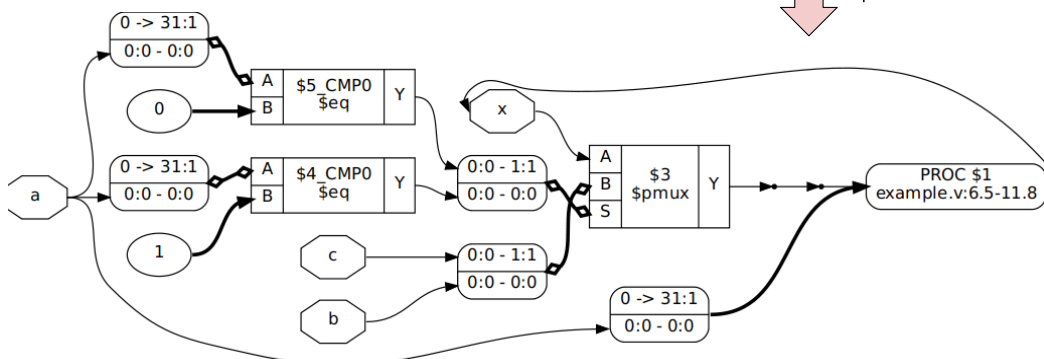 0 -> 31:1
0:0 - 0:0
A
B
$5_CMP0
$eq
Y
0
x
0 -> 31:1
0:0 - 0:0
A
B
$4_CMP0
$eq
Y
0:0 - 1:1
0:0 - 0:0
A
B
S
$3
$pmux
Y
PROC $1
example.v:6.5-11.8
a
1
c
0:0 - 1:1
0:0 - 0:0
b
0 -> 31:1
0:0 - 0:0